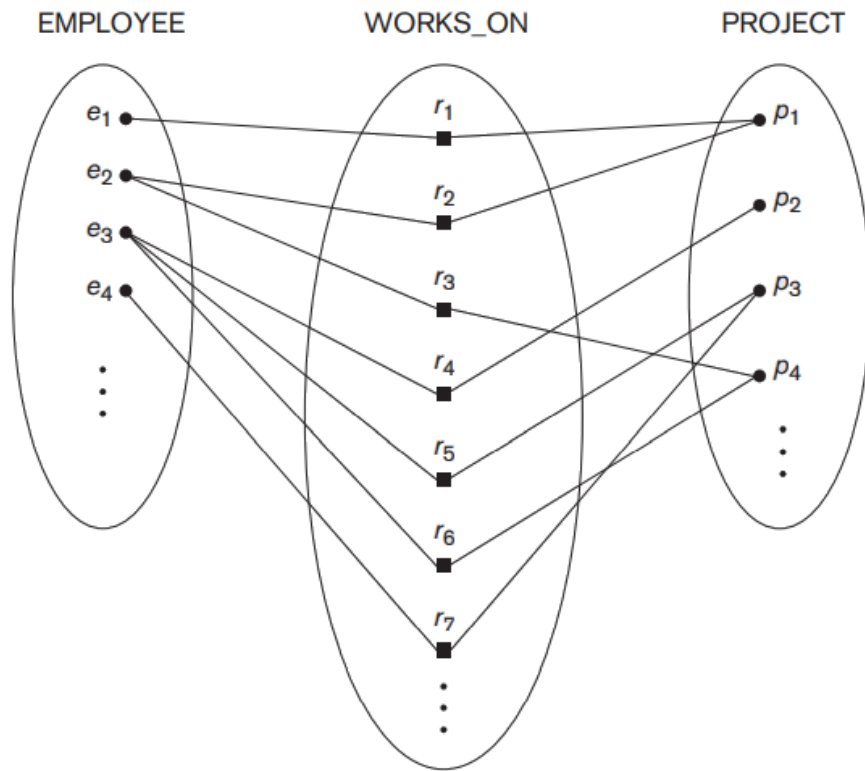 EMPLOYEE WORKS_ON PROJECT
e1 r1 p1
e2 r2 p2
e3 r3 p3
e4 r4 p4
r5
r6
r7